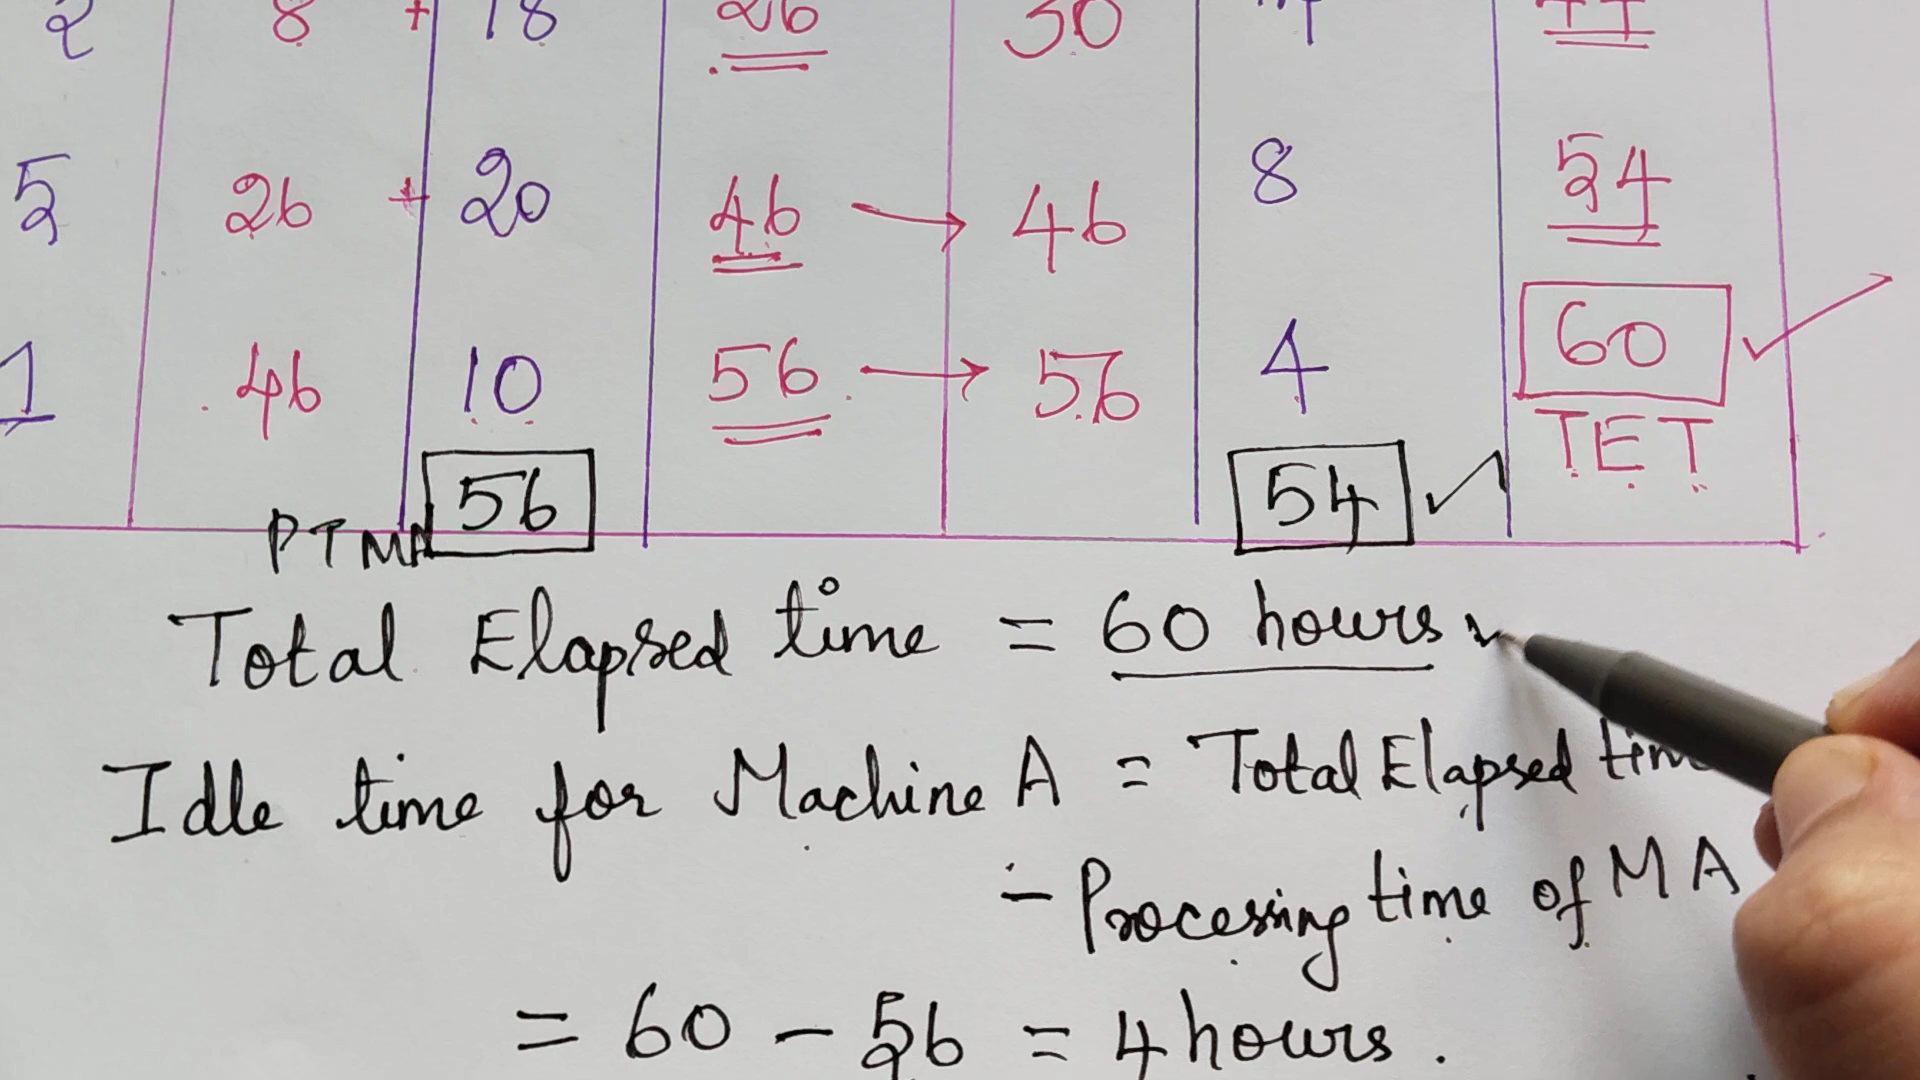 2 8 + 18 26 30
5 26 + 20 46 → 46 8 54
1 46 10 56 → 56 4 60
TET
PTMA 56 54
Total Elapsed time = 60 hours
Idle time for Machine A = Total Elapsed
- Processing time of MA
= 60 - 56 = 4 hours.